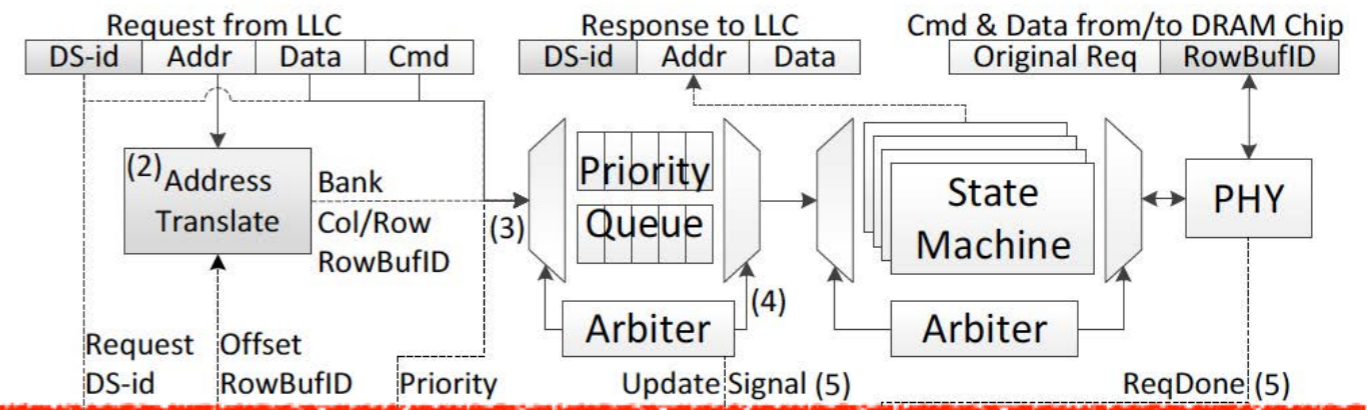 Request from LLC
DS-id Addr Data Cmd
Response to LLC
DS-id Addr Data
Cmd & Data from/to DRAM Chip
Original Req RowBufID
(2) Address
Translate
Bank
Col/Row
RowBufID
(3)
Priority
Queue
Arbiter
(4)
State
Machine
Arbiter
PHY
Request
DS-id
Offset
RowBufID
Priority
Update Signal (5)
ReqDone (5)